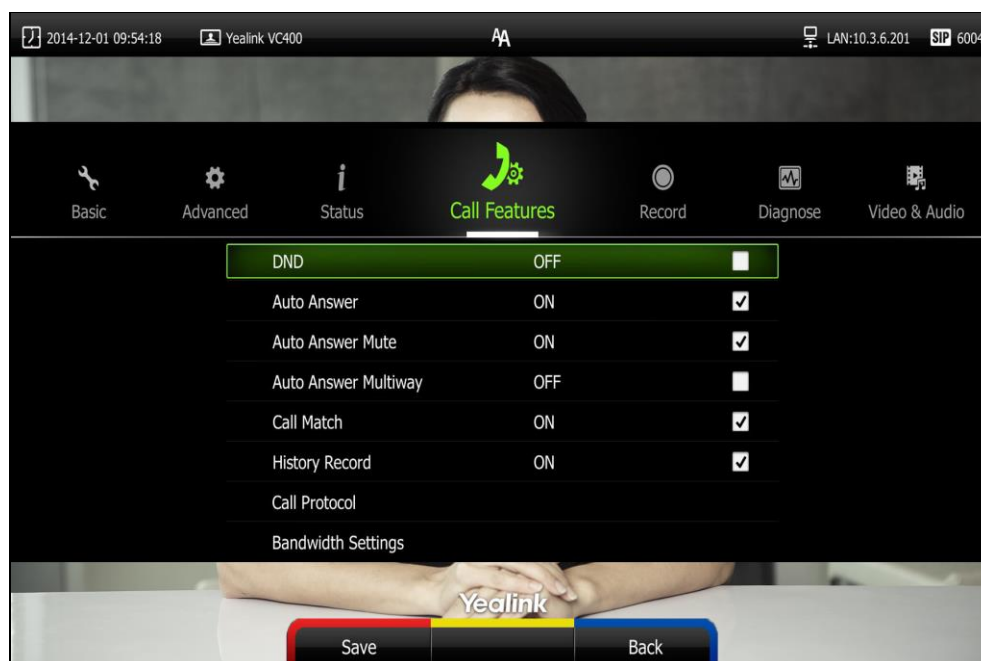 2014-12-01 09:54:18 Yealink VC400 AA LAN:10.3.6.201 SIP 6004
Basic Advanced Status Call Features Record Diagnose Video & Audio
DND OFF
Auto Answer ON
Auto Answer Mute ON
Auto Answer Multiway OFF
Call Match ON
History Record ON
Call Protocol
Bandwidth Settings
Yealink
Save Back